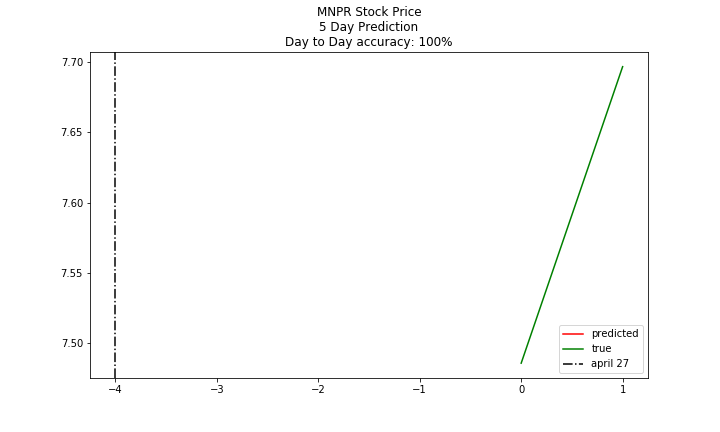 MNPR Stock Price
5 Day Prediction
Day to Day accuracy: 100%
7.70
7.65
7.60
7.55
7.50
−4
−3
−2
−1
0
1
predicted
true
april 27